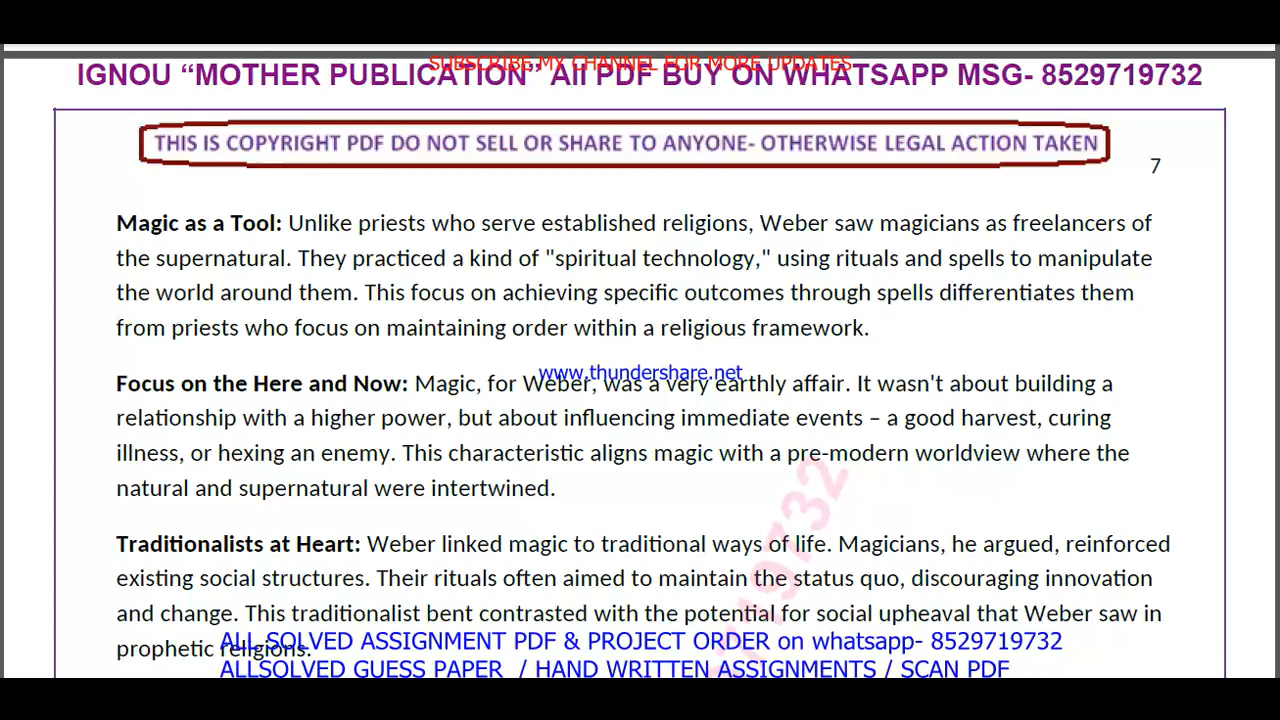 SUBSCRIBE MY CHANNEL FOR MORE UPDATES
IGNOU “MOTHER PUBLICATION” All PDF BUY ON WHATSAPP MSG- 8529719732
THIS IS COPYRIGHT PDF DO NOT SELL OR SHARE TO ANYONE- OTHERWISE LEGAL ACTION TAKEN
7
Magic as a Tool: Unlike priests who serve established religions, Weber saw magicians as freelancers of
the supernatural. They practiced a kind of "spiritual technology," using rituals and spells to manipulate
the world around them. This focus on achieving specific outcomes through spells differentiates them
from priests who focus on maintaining order within a religious framework.
www.thundershare.net
Focus on the Here and Now: Magic, for Weber, was a very earthly affair. It wasn't about building a
relationship with a higher power, but about influencing immediate events – a good harvest, curing
illness, or hexing an enemy. This characteristic aligns magic with a pre-modern worldview where the
natural and supernatural were intertwined.
Traditionalists at Heart: Weber linked magic to traditional ways of life. Magicians, he argued, reinforced
existing social structures. Their rituals often aimed to maintain the status quo, discouraging innovation
and change. This traditionalist bent contrasted with the potential for social upheaval that Weber saw in
prophetic religions.
ALL SOLVED ASSIGNMENT PDF & PROJECT ORDER on whatsapp- 8529719732
ALLSOLVED GUESS PAPER / HAND WRITTEN ASSIGNMENTS / SCAN PDF